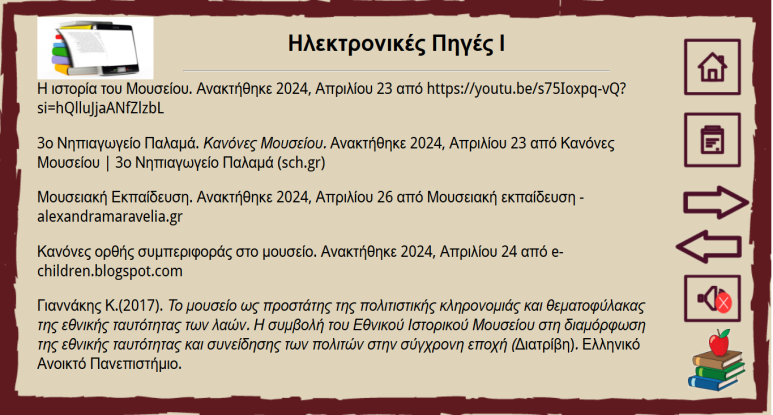 Ηλεκτρονικές Πηγές Ι
Η ιστορία του Μουσείου. Ανακτήθηκε 2024, Απριλίου 23 από https://youtu.be/s75Ioxpq-vQ?
si=hQlluJjaANfZlzbL
3ο Νηπιαγωγείο Παλαμά. Κανόνες Μουσείου. Ανακτήθηκε 2024, Απριλίου 23 από Κανόνες
Μουσείου | 3ο Νηπιαγωγείο Παλαμά (sch.gr)
Μουσειακή Εκπαίδευση. Ανακτήθηκε 2024, Απριλίου 26 από Μουσειακή εκπαίδευση -
alexandramaravelia.gr
Κανόνες ορθής συμπεριφοράς στο μουσείο. Ανακτήθηκε 2024, Απριλίου 24 από e-
children.blogspot.com
Γιαννάκης Κ.(2017). Το μουσείο ως προστάτης της πολιτιστικής κληρονομιάς και θεματοφύλακας
της εθνικής ταυτότητας των λαών. Η συμβολή του Εθνικού Ιστορικού Μουσείου στη διαμόρφωση
της εθνικής ταυτότητας και συνείδησης των πολιτών στην σύγχρονη εποχή (Διατρίβη). Ελληνικό
Ανοικτό Πανεπιστήμιο.